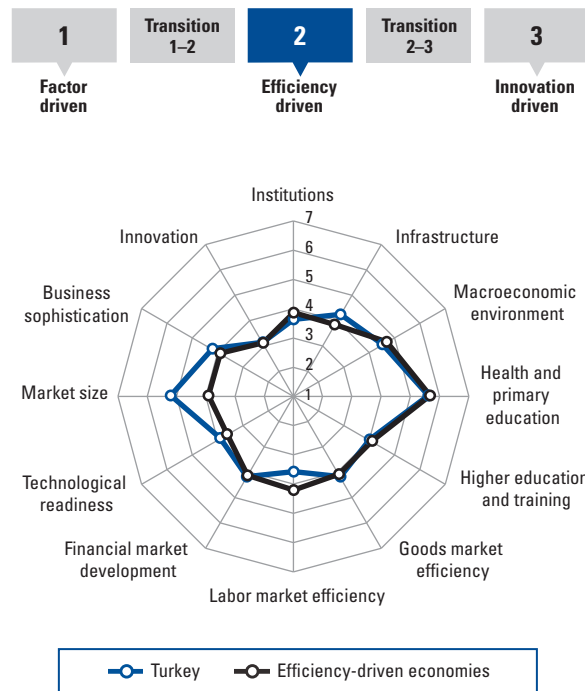 1
Transition
1–2
2
Transition
2–3
3
Factor
driven
Efficiency
driven
Innovation
driven
Institutions
7
Innovation
Infrastructure
6
5
Business
sophistication
Macroeconomic
environment
4
3
2
Market size
1
Health and
primary
education
Technological
readiness
Higher education
and training
Financial market
development
Goods market
efficiency
Labor market efficiency
Turkey
Efficiency-driven economies